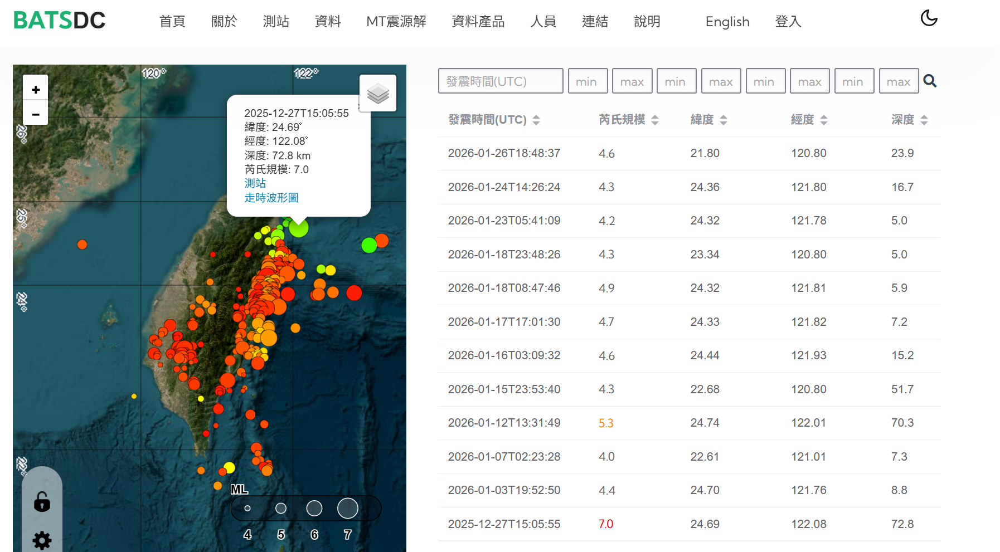 BATSDC
首頁 關於 測站 資料 MT震源解 資料產品 人員 連結 說明 English 登入
120°
122°
+
−
26°
25°
24°
22°
2025-12-27T15:05:55
緯度: 24.69°
經度: 122.08°
深度: 72.8 km
芮氏規模: 7.0
測站
走時波形圖
ML
4 5 6 7
發震時間(UTC) min max min max min max min max
發震時間(UTC) 芮氏規模 緯度 經度 深度
2026-01-26T18:48:37 4.6 21.80 120.80 23.9
2026-01-24T14:26:24 4.3 24.36 121.80 16.7
2026-01-23T05:41:09 4.2 24.32 121.78 5.0
2026-01-18T23:48:26 4.3 23.34 120.80 5.0
2026-01-18T08:47:46 4.9 24.32 121.81 5.9
2026-01-17T17:01:30 4.7 24.33 121.82 7.2
2026-01-16T03:09:32 4.6 24.44 121.93 15.2
2026-01-15T23:53:40 4.3 22.68 120.80 51.7
2026-01-12T13:31:49 5.3 24.74 122.01 70.3
2026-01-07T02:23:28 4.0 22.61 121.01 7.3
2026-01-03T19:52:50 4.4 24.70 121.76 8.8
2025-12-27T15:05:55 7.0 24.69 122.08 72.8